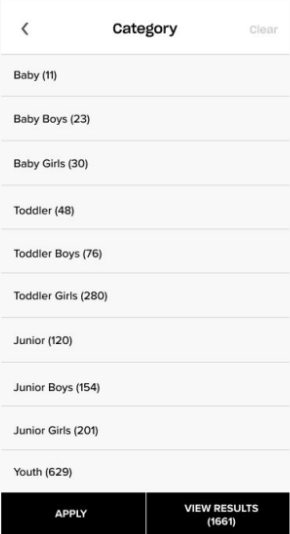 Category
Clear
Baby (11)
Baby Boys (23)
Baby Girls (30)
Toddler (48)
Toddler Boys (76)
Toddler Girls (280)
Junior (120)
Junior Boys (154)
Junior Girls (201)
Youth (629)
APPLY
VIEW RESULTS
(1661)